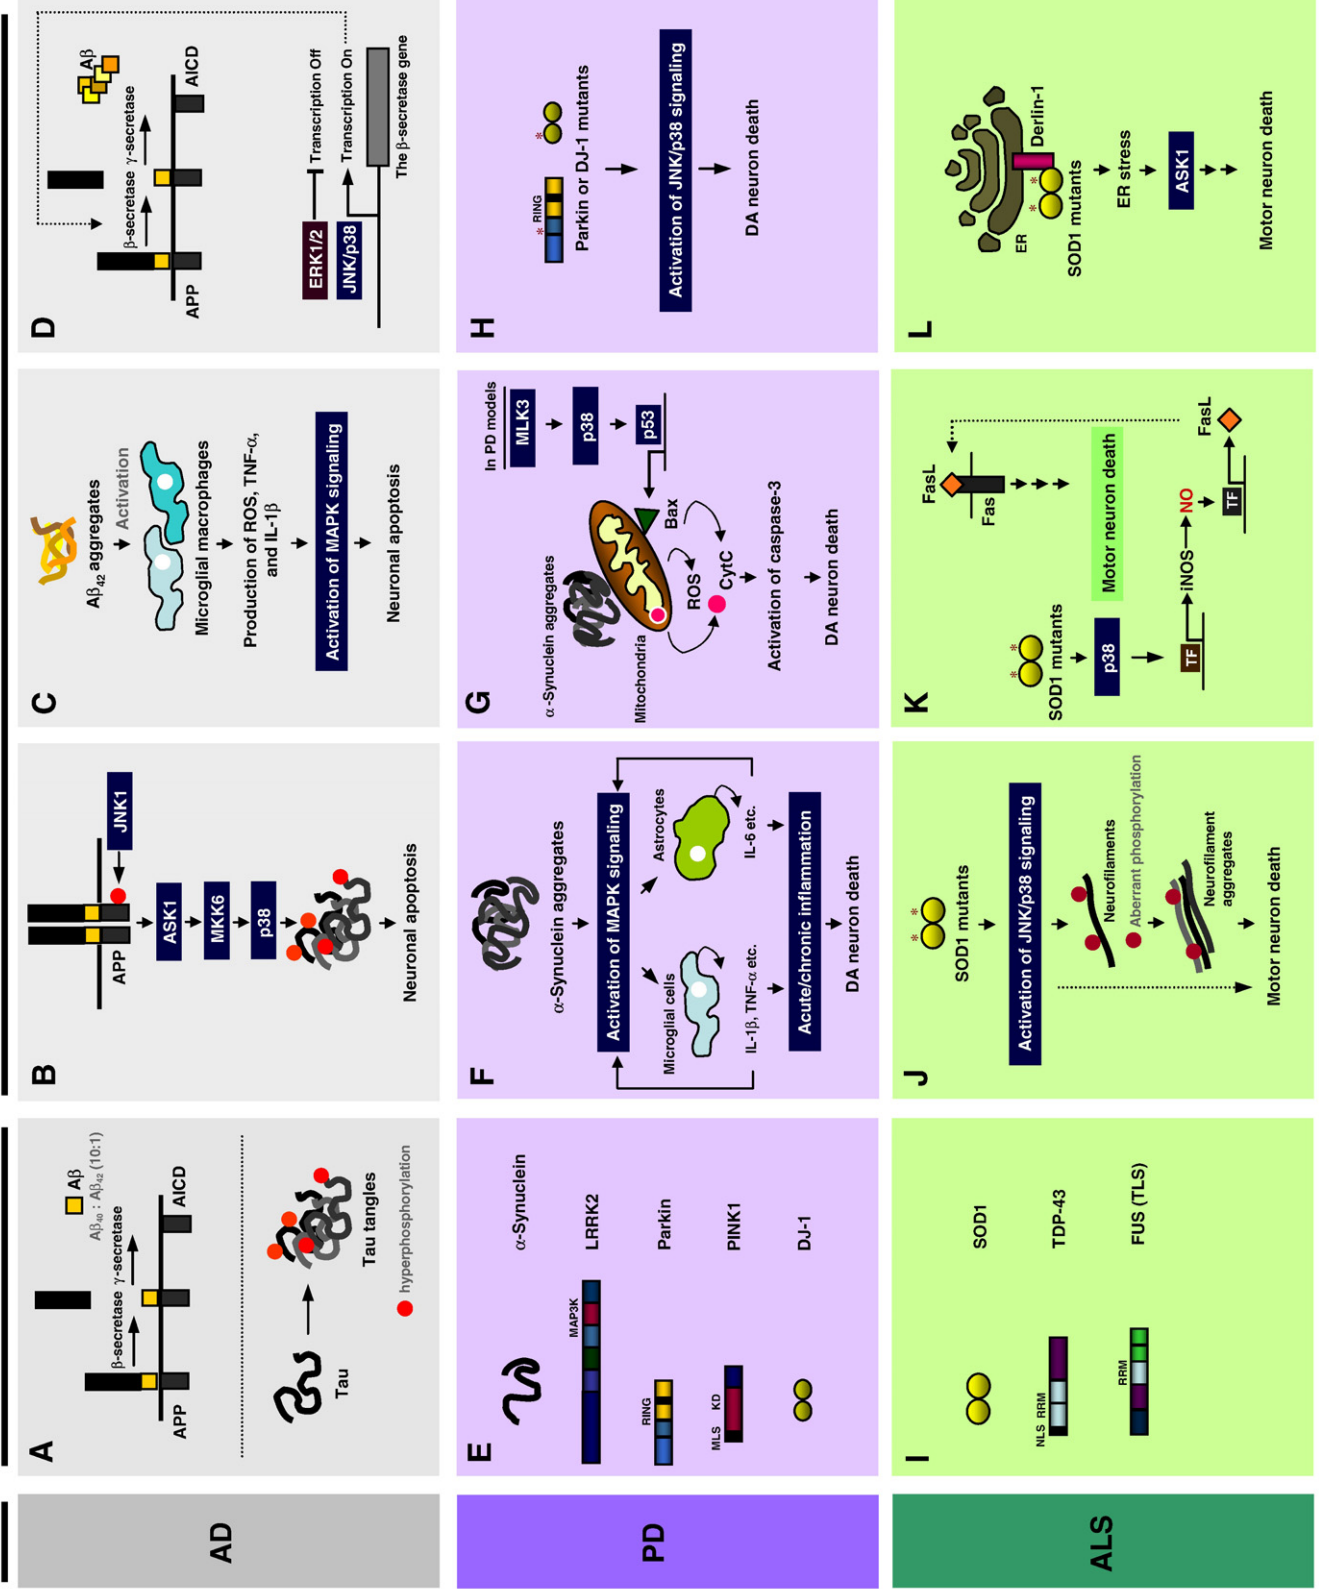 AD
A
Aβ
Aβ40 : Aβ42 (10:1)
β-secretase γ-secretase
APP
AICD
Tau
Tau tangles
hyperphosphorylation
B
APP
JNK1
ASK1
MKK6
p38
Neuronal apoptosis
C
Aβ42 aggregates
Activation
Microglial macrophages
Production of ROS, TNF-α,
and IL-1β
Activation of MAPK signaling
Neuronal apoptosis
D
Aβ
β-secretase γ-secretase
APP
AICD
ERK1/2
Transcription Off
JNK/p38
Transcription On
The β-secretase gene
PD
E
α-Synuclein
MAP3K
LRRK2
RING
Parkin
MLS KD
PINK1
DJ-1
F
α-Synuclein aggregates
Activation of MAPK signaling
Microglial cells
Astrocytes
IL-1β, TNF-α etc.
IL-6 etc.
Acute/chronic inflammation
DA neuron death
G
In PD models
MLK3
p38
p53
α-Synuclein aggregates
Mitochondria
Bax
ROS
CytC
Activation of caspase-3
DA neuron death
H
* RING
*
Parkin or DJ-1 mutants
Activation of JNK/p38 signaling
DA neuron death
ALS
I
SOD1
NLS RRM
TDP-43
RRM
FUS (TLS)
J
* *
SOD1 mutants
Activation of JNK/p38 signaling
Neurofilaments
Aberrant phosphorylation
Neurofilament
aggregates
Motor neuron death
K
* *
SOD1 mutants
p38
TF
iNOS
NO
TF
FasL
FasL
Fas
Motor neuron death
L
ER
Derlin-1
* *
SOD1 mutants
ER stress
ASK1
Motor neuron death